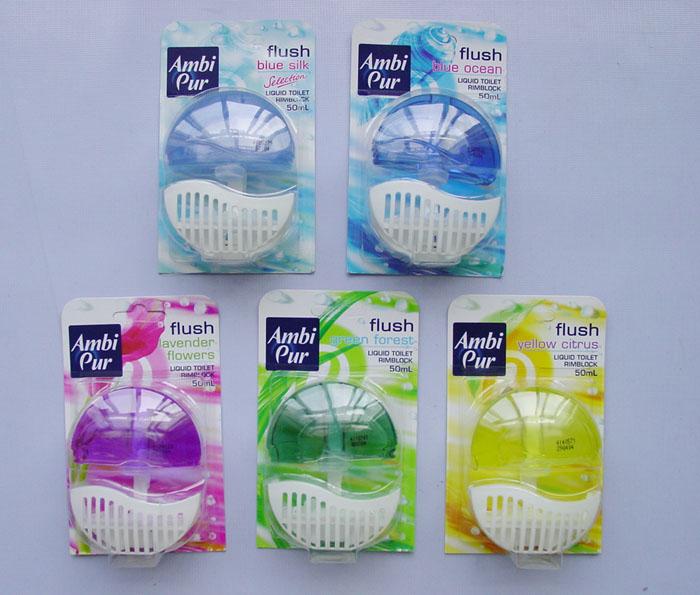 Ambi
Pur
flush
blue silk
Selection
LIQUID TOILET
RIMBLOCK
50mL
Ambi
Pur
flush
blue ocean
LIQUID TOILET
RIMBLOCK
50mL
Ambi
Pur
flush
lavender
flowers
LIQUID TOILET
RIMBLOCK
50mL
Ambi
Pur
flush
green forest
LIQUID TOILET
RIMBLOCK
50mL
Ambi
Pur
flush
yellow citrus
LIQUID TOILET
RIMBLOCK
50mL